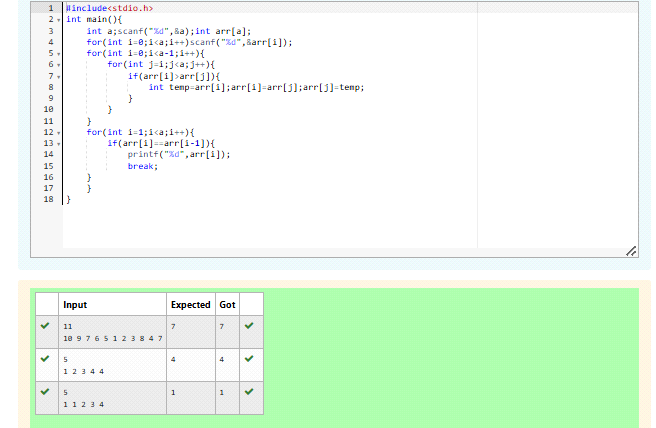 1 #include<stdio.h>
2 int main(){
3     int a;scanf("%d",&a);int arr[a];
4     for(int i=0;i<a;i++)scanf("%d",&arr[i]);
5     for(int i=0;i<a-1;i++){
6         for(int j=i;j<a;j++){
7             if(arr[i]>arr[j]){
8                 int temp=arr[i];arr[i]=arr[j];arr[j]=temp;
9             }
10         }
11     }
12     for(int i=1;i<a;i++){
13         if(arr[i]==arr[i-1]){
14             printf("%d",arr[i]);
15             break;
16     }
17     }
18 }
Input Expected Got
11 7 7
10 9 7 6 5 1 2 3 8 4 7
5 4 4
1 2 3 4 4
5 1 1
1 1 2 3 4